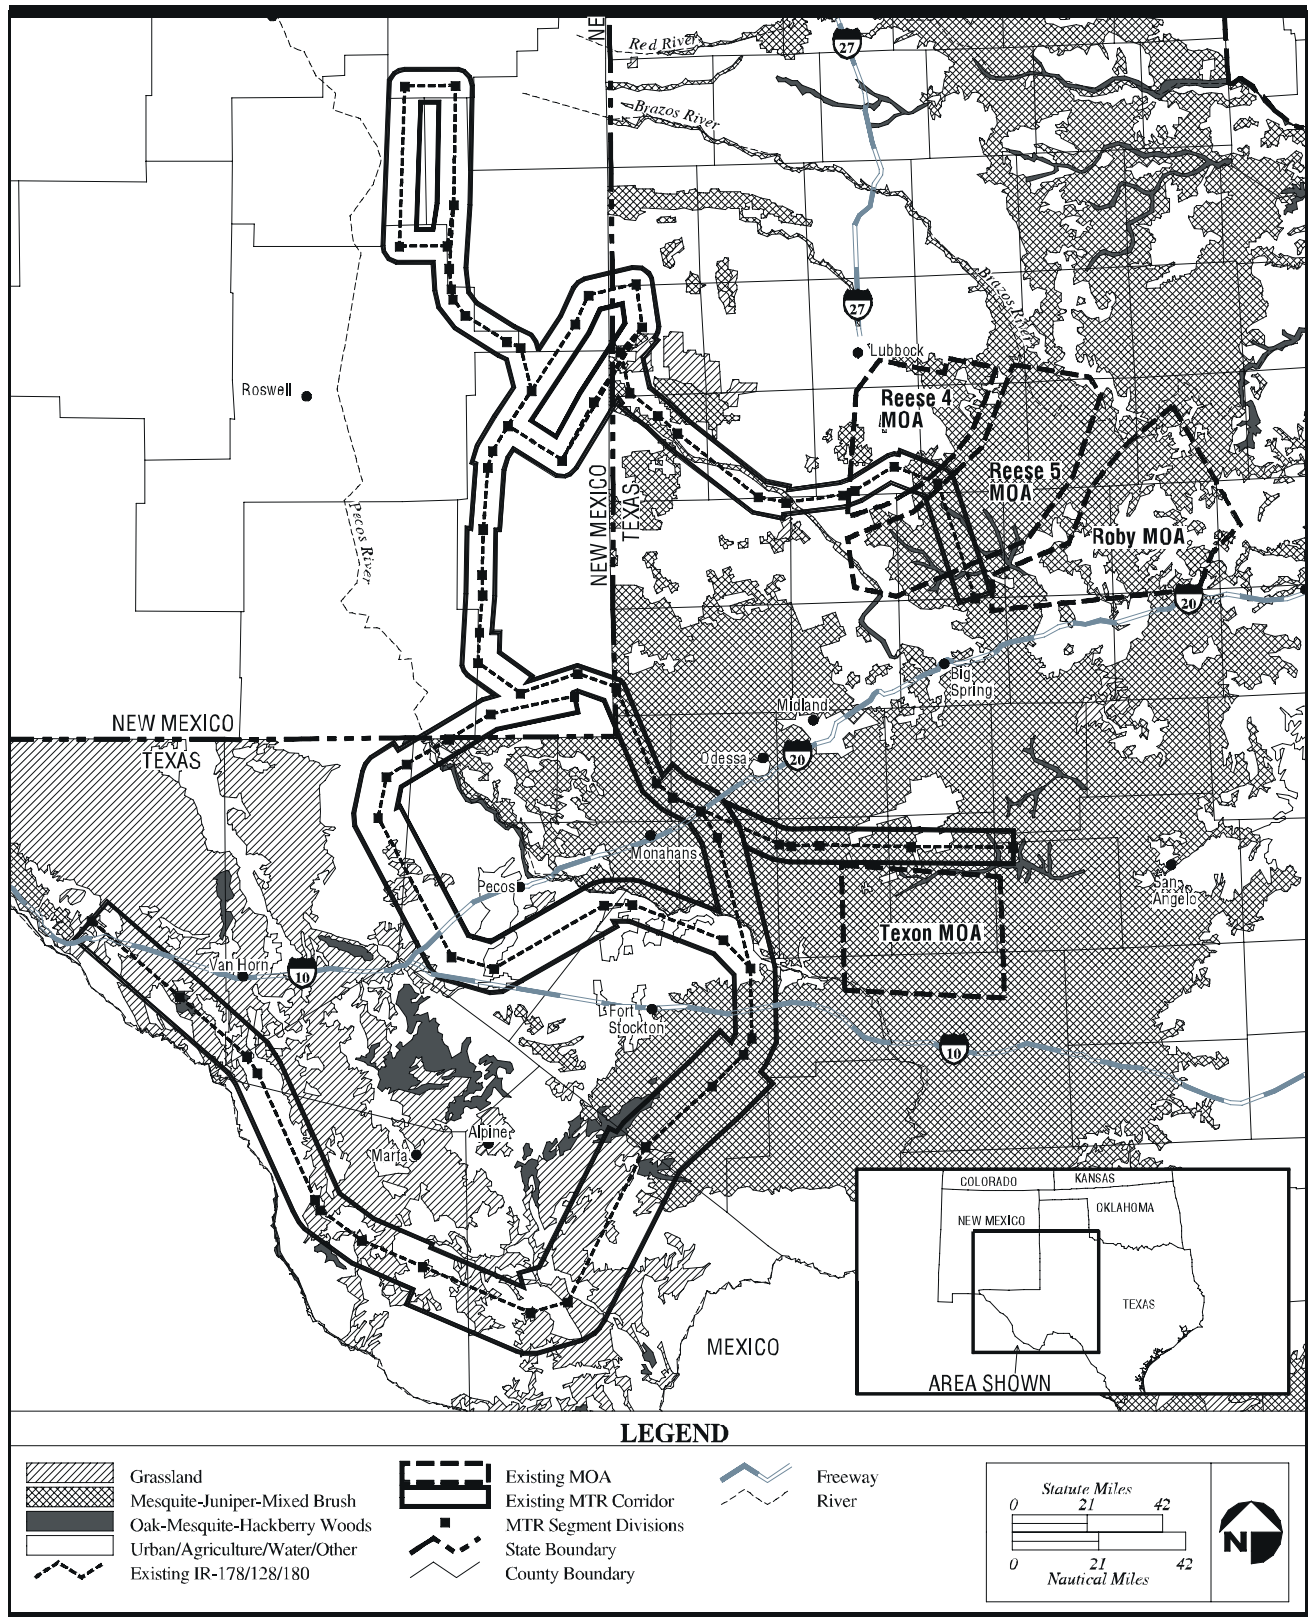 NE
Red River
27
Brazos River
Brazos River
27
Lubbock
Roswell
Reese 4
MOA
Reese 5
MOA
NEW MEXICO
TEXAS
Pecos River
Roby MOA
20
Big
Spring
Midland
NEW MEXICO
TEXAS
Odessa
20
Monahans
Pecos
San
Angelo
Texon MOA
Van Horn
10
Fort
Stockton
10
Alpine
Marfa
COLORADO
KANSAS
OKLAHOMA
NEW MEXICO
TEXAS
MEXICO
AREA SHOWN
LEGEND
Grassland
Mesquite-Juniper-Mixed Brush
Oak-Mesquite-Hackberry Woods
Urban/Agriculture/Water/Other
Existing IR-178/128/180
Existing MOA
Existing MTR Corridor
MTR Segment Divisions
State Boundary
County Boundary
Freeway
River
Statute Miles
0 21 42
0 21 42
Nautical Miles
N